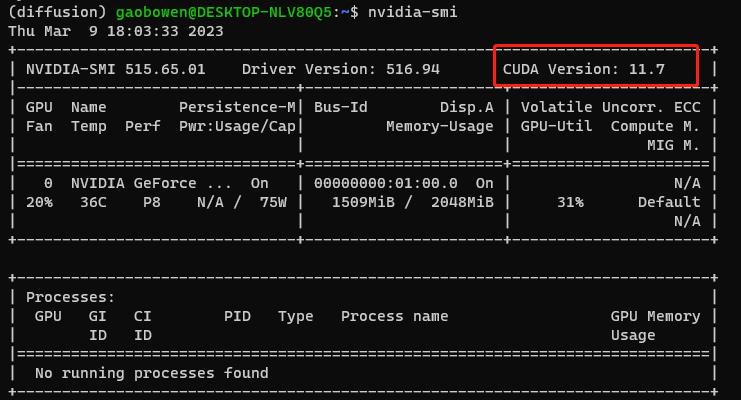 (diffusion) gaobowen@DESKTOP-NLV80Q5:~$ nvidia-smi
Thu Mar  9 18:03:33 2023
+-----------------------------------------------------------------------------+
| NVIDIA-SMI 515.65.01    Driver Version: 516.94       CUDA Version: 11.7     |
|-------------------------------+----------------------+----------------------+
| GPU  Name        Persistence-M| Bus-Id        Disp.A | Volatile Uncorr. ECC |
| Fan  Temp  Perf  Pwr:Usage/Cap|         Memory-Usage | GPU-Util  Compute M. |
|                               |                      |               MIG M. |
|===============================+======================+======================|
|   0  NVIDIA GeForce ...  On   | 00000000:01:00.0  On |                  N/A |
| 20%   36C    P8    N/A /  75W |   1509MiB /  2048MiB |     31%      Default |
|                               |                      |                  N/A |
+-------------------------------+----------------------+----------------------+

+-----------------------------------------------------------------------------+
| Processes:                                                                  |
|  GPU   GI   CI        PID   Type   Process name                  GPU Memory |
|        ID   ID                                                   Usage      |
|=============================================================================|
|  No running processes found                                                 |
+-----------------------------------------------------------------------------+